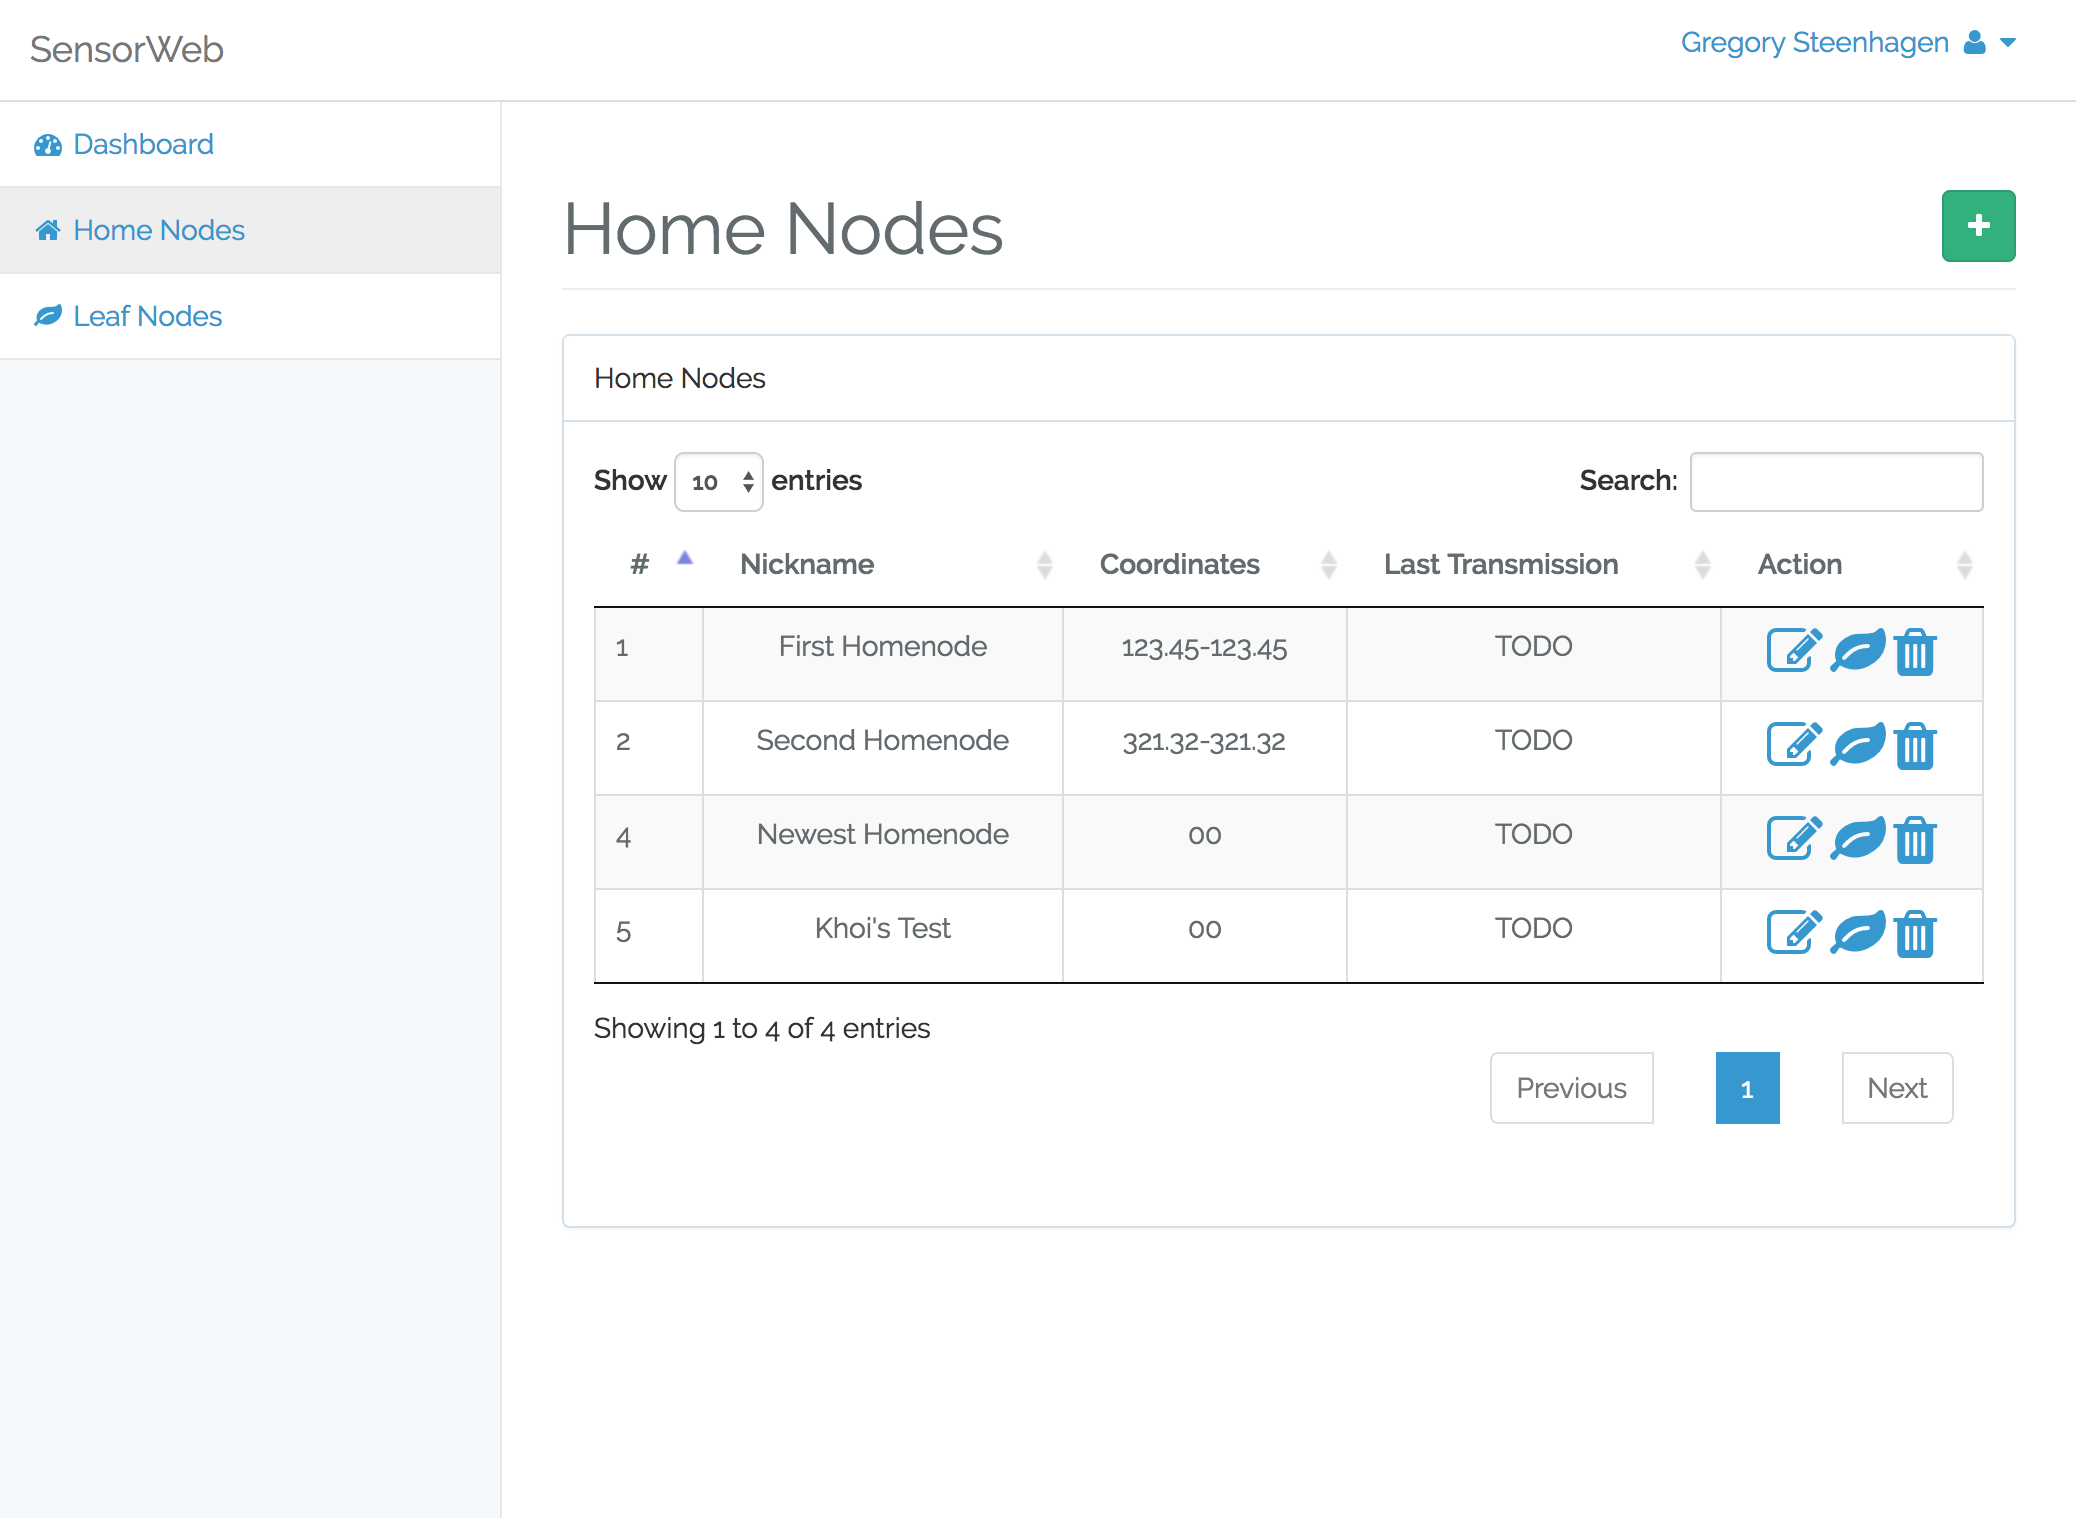 SensorWeb
Gregory Steenhagen
Dashboard
Home Nodes
Leaf Nodes
Home Nodes
Home Nodes
Show 10 entries
Search:
# Nickname Coordinates Last Transmission Action
1 First Homenode 123.45-123.45 TODO
2 Second Homenode 321.32-321.32 TODO
4 Newest Homenode 00 TODO
5 Khoi's Test 00 TODO
Showing 1 to 4 of 4 entries
Previous 1 Next